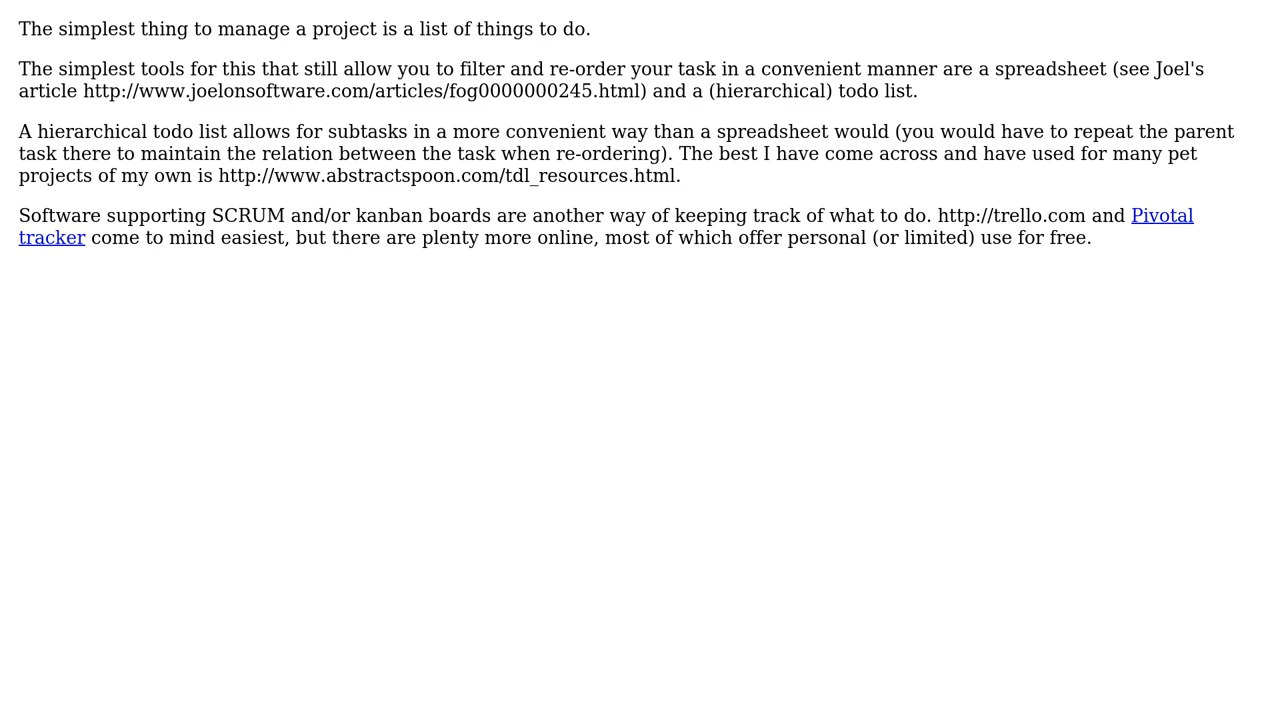 The simplest thing to manage a project is a list of things to do.
The simplest tools for this that still allow you to filter and re-order your task in a convenient manner are a spreadsheet (see Joel's
article http://www.joelonsoftware.com/articles/fog0000000245.html) and a (hierarchical) todo list.
A hierarchical todo list allows for subtasks in a more convenient way than a spreadsheet would (you would have to repeat the parent
task there to maintain the relation between the task when re-ordering). The best I have come across and have used for many pet
projects of my own is http://www.abstractspoon.com/tdl_resources.html.
Software supporting SCRUM and/or kanban boards are another way of keeping track of what to do. http://trello.com and Pivotal
tracker come to mind easiest, but there are plenty more online, most of which offer personal (or limited) use for free.